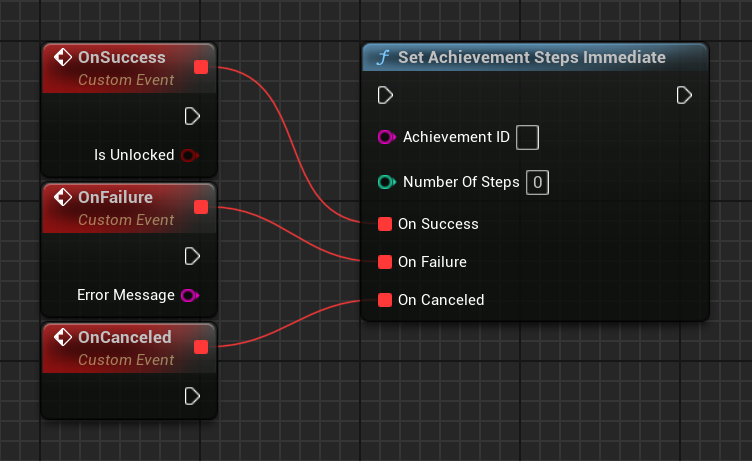 OnSuccess
Custom Event
Is Unlocked
OnFailure
Custom Event
Error Message
OnCanceled
Custom Event
f Set Achievement Steps Immediate
Achievement ID
Number Of Steps 0
On Success
On Failure
On Canceled